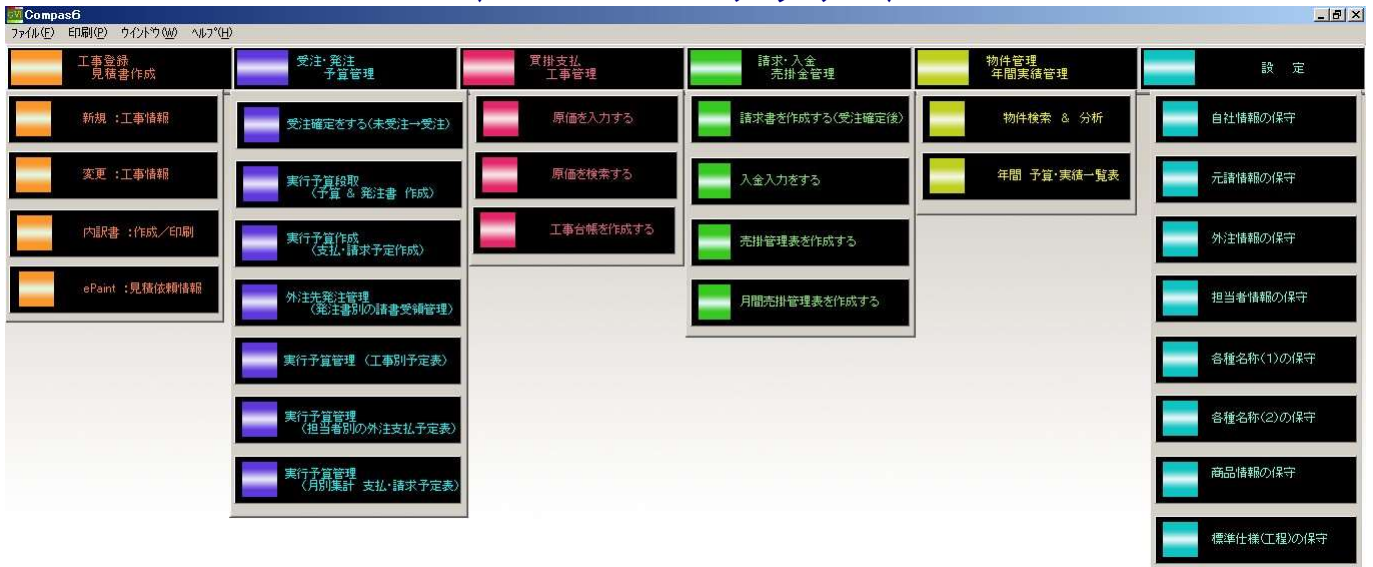 Compas6
ファイル(F) 印刷(P) ウインドウ(W) ヘルプ(H)
工事登録
見積書作成
新規 :工事情報
変更 :工事情報
内訳書 :作成/印刷
ePaint :見積依頼情報
受注・発注
予算管理
受注確定をする(未受注→受注)
実行予算段取
(予算 & 発注書 作成)
実行予算作成
(支払・請求予定作成)
外注先発注管理
(発注書別の請書受領管理)
実行予算管理 (工事別予定表)
実行予算管理
(担当者別の外注支払予定表)
実行予算管理
(月別集計 支払・請求予定表)
買掛支払
工事管理
原価を入力する
原価を検索する
工事台帳を作成する
請求・入金
売掛金管理
請求書を作成する(受注確定後)
入金入力をする
売掛管理表を作成する
月間売掛管理表を作成する
物件管理
年間実績管理
物件検索 & 分析
年間 予算・実績一覧表
設 定
自社情報の保守
元請情報の保守
外注情報の保守
担当者情報の保守
各種名称(1)の保守
各種名称(2)の保守
商品情報の保守
標準仕様(工程)の保守